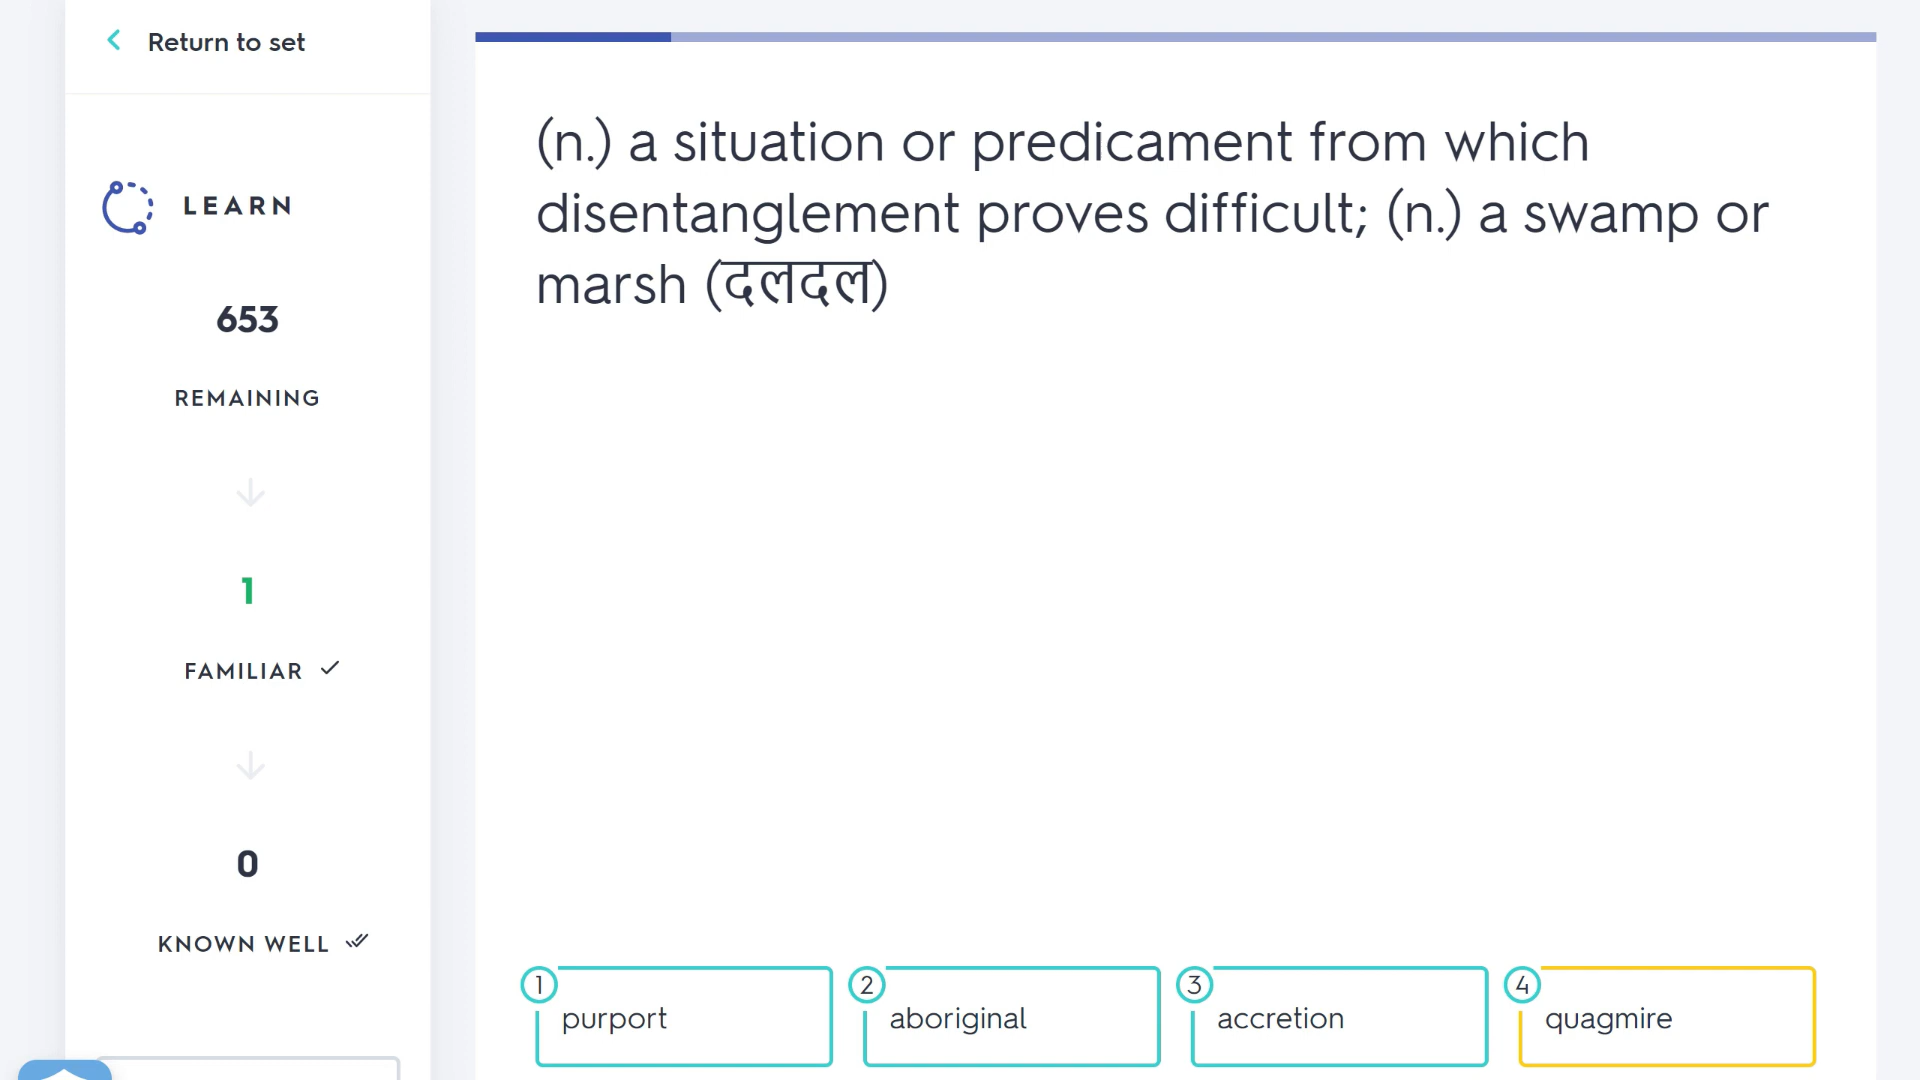 Return to set
LEARN
653
REMAINING
1
FAMILIAR
0
KNOWN WELL
(n.) a situation or predicament from which
disentanglement proves difficult; (n.) a swamp or
marsh (दलदल)
1 purport
2 aboriginal
3 accretion
4 quagmire